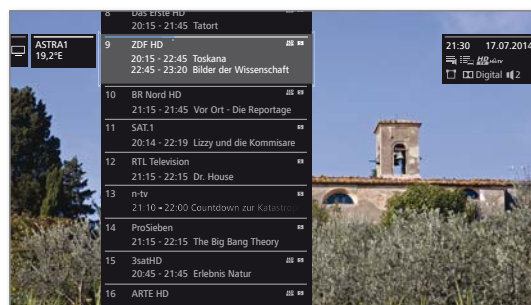 8 Das Erste HD
20:15 - 21:45 Tatort
ASTRA1
19,2°E
9 ZDF HD
20:15 - 22:45 Toskana
22:45 - 23:20 Bilder der Wissenschaft
10 BR Nord HD
21:15 - 21:45 Vor Ort - Die Reportage
11 SAT.1
20:14 - 22:19 Lizzy und die Kommisare
12 RTL Television
21:15 - 22:15 Dr. House
13 n-tv
21:10 - 22:00 Countdown zur Katastro
14 ProSieben
21:15 - 22:15 The Big Bang Theory
15 3satHD
20:45 - 21:45 Erlebnis Natur
16 ARTE HD
21:30 17.07.2014
Digital 2